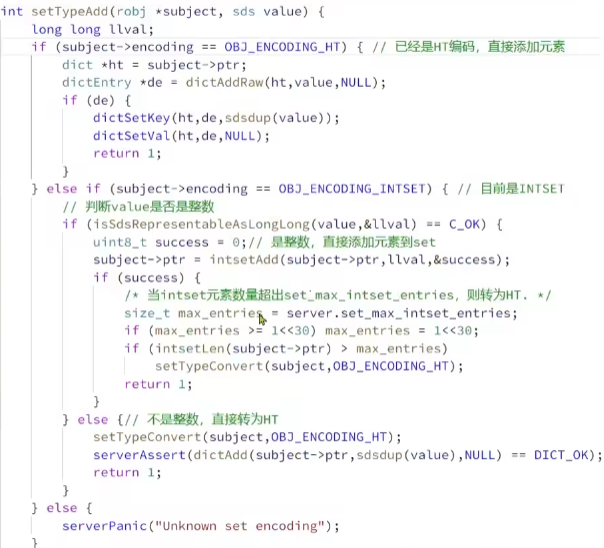 int setTypeAdd(robj *subject, sds value) {
    long long llval;
    if (subject->encoding == OBJ_ENCODING_HT) { // 已经是HT编码，直接添加元素
        dict *ht = subject->ptr;
        dictEntry *de = dictAddRaw(ht,value,NULL);
        if (de) {
            dictSetKey(ht,de,sdsdup(value));
            dictSetVal(ht,de,NULL);
            return 1;
        }
    } else if (subject->encoding == OBJ_ENCODING_INTSET) { // 目前是INTSET
        // 判断value是否是整数
        if (isSdsRepresentableAsLongLong(value,&llval) == C_OK) {
            uint8_t success = 0;// 是整数，直接添加元素到set
            subject->ptr = intsetAdd(subject->ptr,llval,&success);
            if (success) {
                /* 当intset元素数量超出set_max_intset_entries，则转为HT. */
                size_t max_entries = server.set_max_intset_entries;
                if (max_entries >= 1<<30) max_entries = 1<<30;
                if (intsetLen(subject->ptr) > max_entries)
                    setTypeConvert(subject,OBJ_ENCODING_HT);
                return 1;
            }
        } else {// 不是整数，直接转为HT
            setTypeConvert(subject,OBJ_ENCODING_HT);
            serverAssert(dictAdd(subject->ptr,sdsdup(value),NULL) == DICT_OK);
            return 1;
        }
    } else {
        serverPanic("Unknown set encoding");
    }